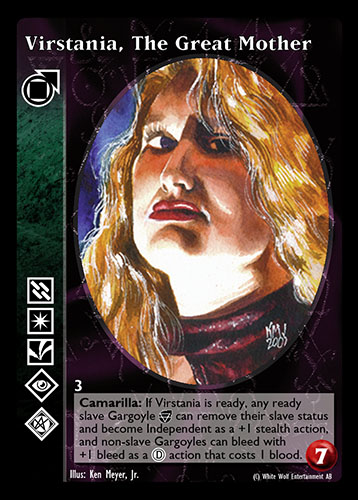 Virstania, The Great Mother
KMJ
2005
3
Camarilla: If Virstania is ready, any ready
slave Gargoyle can remove their slave status
and become Independent as a +1 stealth action,
and non-slave Gargoyles can bleed with
+1 bleed as a Ⓓ action that costs 1 blood.
7
Illus: Ken Meyer, Jr.
(C) White Wolf Entertainment AB